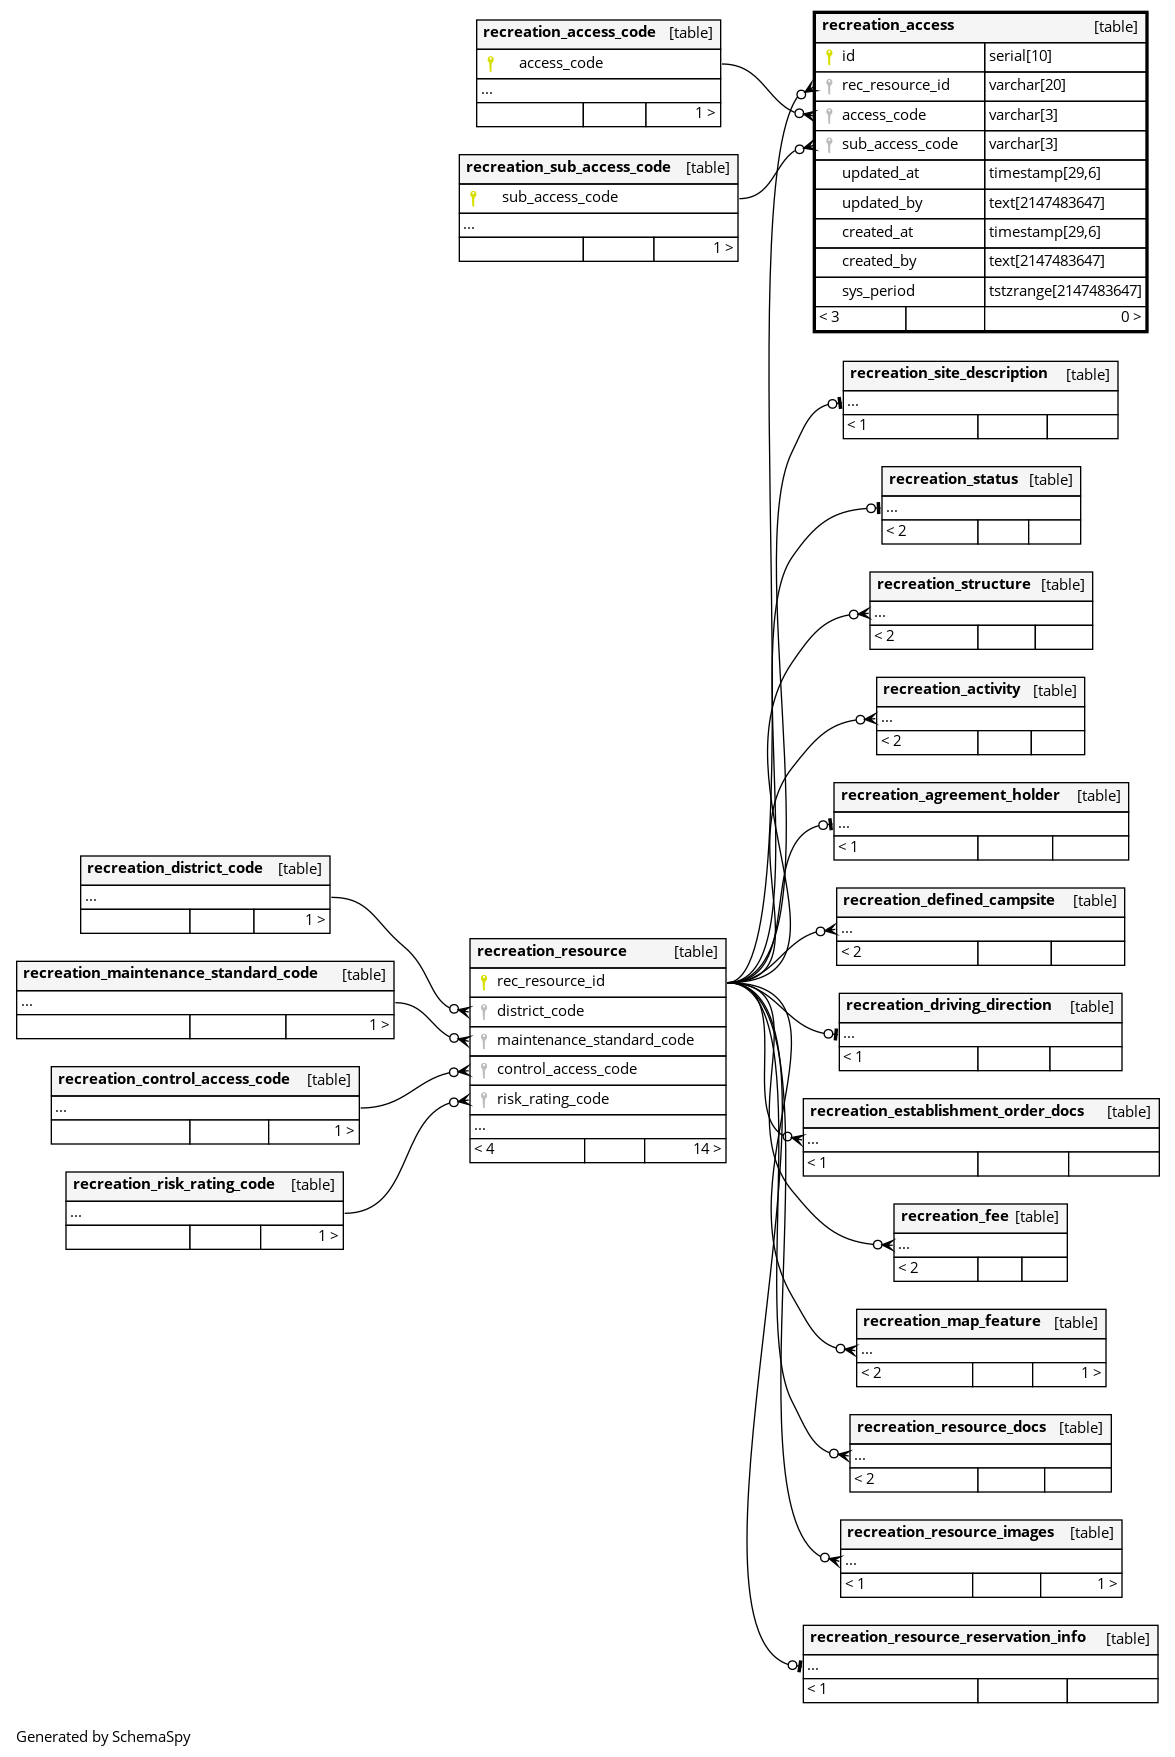 recreation_access_code [table]
access_code
...
1 >
recreation_sub_access_code [table]
sub_access_code
...
1 >
recreation_access [table]
id serial[10]
rec_resource_id varchar[20]
access_code varchar[3]
sub_access_code varchar[3]
updated_at timestamp[29,6]
updated_by text[2147483647]
created_at timestamp[29,6]
created_by text[2147483647]
sys_period tstzrange[2147483647]
< 3 0 >
recreation_site_description [table]
...
< 1
recreation_status [table]
...
< 2
recreation_structure [table]
...
< 2
recreation_activity [table]
...
< 2
recreation_agreement_holder [table]
...
< 1
recreation_defined_campsite [table]
...
< 2
recreation_driving_direction [table]
...
< 1
recreation_establishment_order_docs [table]
...
< 1
recreation_fee [table]
...
< 2
recreation_map_feature [table]
...
< 2 1 >
recreation_resource_docs [table]
...
< 2
recreation_resource_images [table]
...
< 1 1 >
recreation_resource_reservation_info [table]
...
< 1
recreation_district_code [table]
...
1 >
recreation_maintenance_standard_code [table]
...
1 >
recreation_control_access_code [table]
...
1 >
recreation_risk_rating_code [table]
...
1 >
recreation_resource [table]
rec_resource_id
district_code
maintenance_standard_code
control_access_code
risk_rating_code
...
< 4 14 >
Generated by SchemaSpy